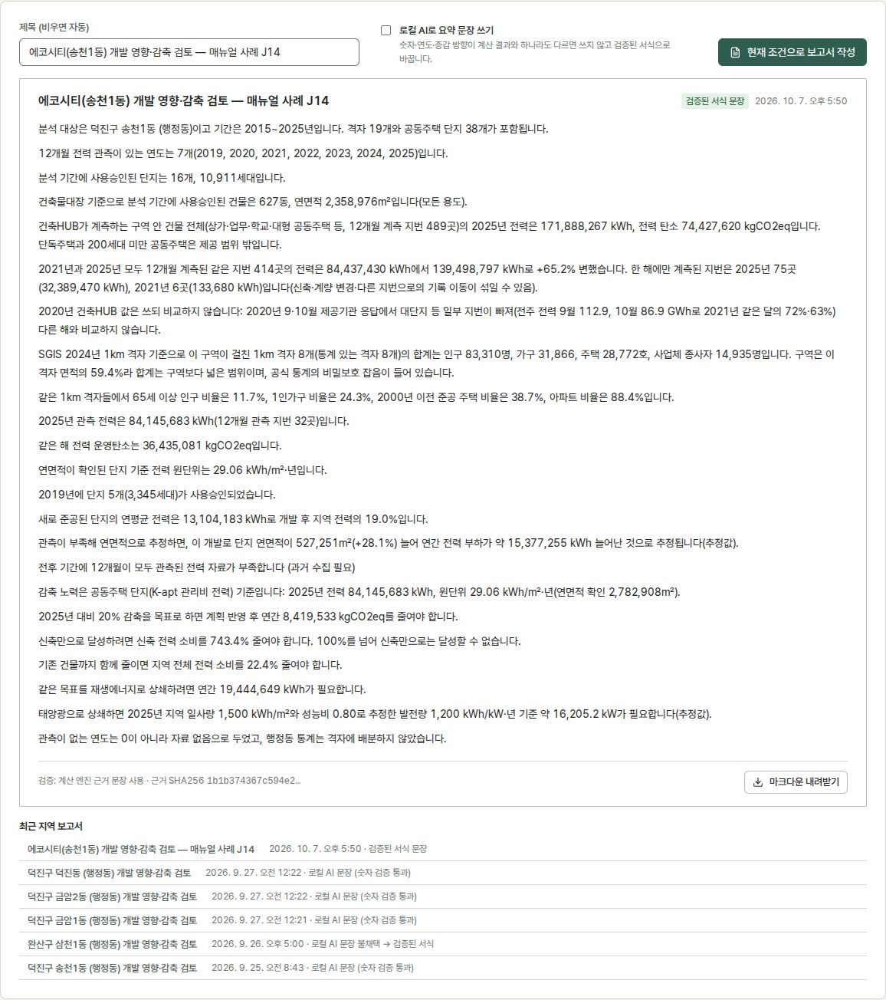 제목 (비우면 자동)
에코시티(송천1동) 개발 영향·감축 검토 — 매뉴얼 사례 J14
로컬 AI로 요약 문장 쓰기
숫자·연도·증감 방향이 계산 결과와 하나라도 다르면 쓰지 않고 검증된 서식으로
바꿉니다.
현재 조건으로 보고서 작성
에코시티(송천1동) 개발 영향·감축 검토 — 매뉴얼 사례 J14
검증된 서식 문장 2026. 10. 7. 오후 5:50
분석 대상은 덕진구 송천1동 (행정동)이고 기간은 2015~2025년입니다. 격자 19개와 공동주택 단지 38개가 포함됩니다.
12개월 전력 관측이 있는 연도는 7개(2019, 2020, 2021, 2022, 2023, 2024, 2025)입니다.
분석 기간에 사용승인된 단지는 16개, 10,911세대입니다.
건축물대장 기준으로 분석 기간에 사용승인된 건물은 627동, 연면적 2,358,976m²입니다(모든 용도).
건축HUB가 계측하는 구역 안 건물 전체(상가·업무·학교·대형 공동주택 등, 12개월 계측 지번 489곳)의 2025년 전력은 171,888,267 kWh, 전력 탄소 74,427,620 kgCO2eq입니다.
단독주택과 200세대 미만 공동주택은 제공 범위 밖입니다.
2021년과 2025년 모두 12개월 계측된 같은 지번 414곳의 전력은 84,437,430 kWh에서 139,498,797 kWh로 +65.2% 변했습니다. 한 해에만 계측된 지번은 2025년 75곳
(32,389,470 kWh), 2021년 6곳(133,680 kWh)입니다(신축·계량 변경·다른 지번으로의 기록 이동이 섞일 수 있음).
2020년 건축HUB 값은 쓰되 비교하지 않습니다: 2020년 9·10월 제공기관 응답에서 대단지 등 일부 지번이 빠져(전주 전력 9월 112.9, 10월 86.9 GWh로 2021년 같은 달의 72%·63%)
다른 해와 비교하지 않습니다.
SGIS 2024년 1km 격자 기준으로 이 구역이 걸친 1km 격자 8개(통계 있는 격자 8개)의 합계는 인구 83,310명, 가구 31,866, 주택 28,772호, 사업체 종사자 14,935명입니다. 구역은 이
격자 면적의 59.4%라 합계는 구역보다 넓은 범위이며, 공식 통계의 비밀보호 잡음이 들어 있습니다.
같은 1km 격자들에서 65세 이상 인구 비율은 11.7%, 1인가구 비율은 24.3%, 2000년 이전 준공 주택 비율은 38.7%, 아파트 비율은 88.4%입니다.
2025년 관측 전력은 84,145,683 kWh(12개월 관측 지번 32곳)입니다.
같은 해 전력 운영탄소는 36,435,081 kgCO2eq입니다.
연면적이 확인된 단지 기준 전력 원단위는 29.06 kWh/m²·년입니다.
2019년에 단지 5개(3,345세대)가 사용승인되었습니다.
새로 준공된 단지의 연평균 전력은 13,104,183 kWh로 개발 후 지역 전력의 19.0%입니다.
관측이 부족해 연면적으로 추정하면, 이 개발로 단지 연면적이 527,251m²(+28.1%) 늘어 연간 전력 부하가 약 15,377,255 kWh 늘어난 것으로 추정됩니다(추정값).
전후 기간에 12개월이 모두 관측된 전력 자료가 부족합니다 (과거 수집 필요)
감축 노력은 공동주택 단지(K-apt 관리비 전력) 기준입니다: 2025년 전력 84,145,683 kWh, 원단위 29.06 kWh/m²·년(연면적 확인 2,782,908m²).
2025년 대비 20% 감축을 목표로 하면 계획 반영 후 연간 8,419,533 kgCO2eq를 줄여야 합니다.
신축만으로 달성하려면 신축 전력 소비를 743.4% 줄여야 합니다. 100%를 넘어 신축만으로는 달성할 수 없습니다.
기존 건물까지 함께 줄이면 지역 전체 전력 소비를 22.4% 줄여야 합니다.
같은 목표를 재생에너지로 상쇄하려면 연간 19,444,649 kWh가 필요합니다.
태양광으로 상쇄하면 2025년 지역 일사량 1,500 kWh/m²와 성능비 0.80로 추정한 발전량 1,200 kWh/kW·년 기준 약 16,205.2 kW가 필요합니다(추정값).
관측이 없는 연도는 0이 아니라 자료 없음으로 두었고, 행정동 통계는 격자에 배분하지 않았습니다.
검증: 계산 엔진 근거 문장 사용 · 근거 SHA256 1b1b374367c594e2…
마크다운 내려받기
최근 지역 보고서
에코시티(송천1동) 개발 영향·감축 검토 — 매뉴얼 사례 J14 2026. 10. 7. 오후 5:50 · 검증된 서식 문장
덕진구 덕진동 (행정동) 개발 영향·감축 검토 2026. 9. 27. 오전 12:22 · 로컬 AI 문장 (숫자 검증 통과)
덕진구 금암2동 (행정동) 개발 영향·감축 검토 2026. 9. 27. 오전 12:22 · 로컬 AI 문장 (숫자 검증 통과)
덕진구 금암1동 (행정동) 개발 영향·감축 검토 2026. 9. 27. 오전 12:21 · 로컬 AI 문장 (숫자 검증 통과)
완산구 삼천1동 (행정동) 개발 영향·감축 검토 2026. 9. 26. 오후 5:00 · 로컬 AI 문장 불채택 → 검증된 서식
덕진구 송천1동 (행정동) 개발 영향·감축 검토 2026. 9. 25. 오전 8:43 · 로컬 AI 문장 (숫자 검증 통과)